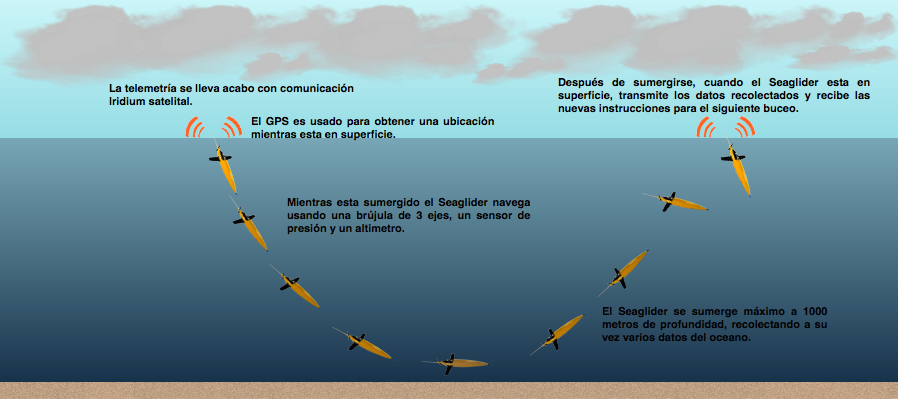 La telemetría se lleva acabo con comunicación
Iridium satelital.
El GPS es usado para obtener una ubicación
mientras esta en superficie.
Después de sumergirse, cuando el Seaglider esta en
superficie, transmite los datos recolectados y recibe las
nuevas instrucciones para el siguiente buceo.
Mientras esta sumergido el Seaglider navega
usando una brújula de 3 ejes, un sensor de
presión y un altimetro.
El Seaglider se sumerge máximo a 1000
metros de profundidad, recolectando a su
vez varios datos del oceano.